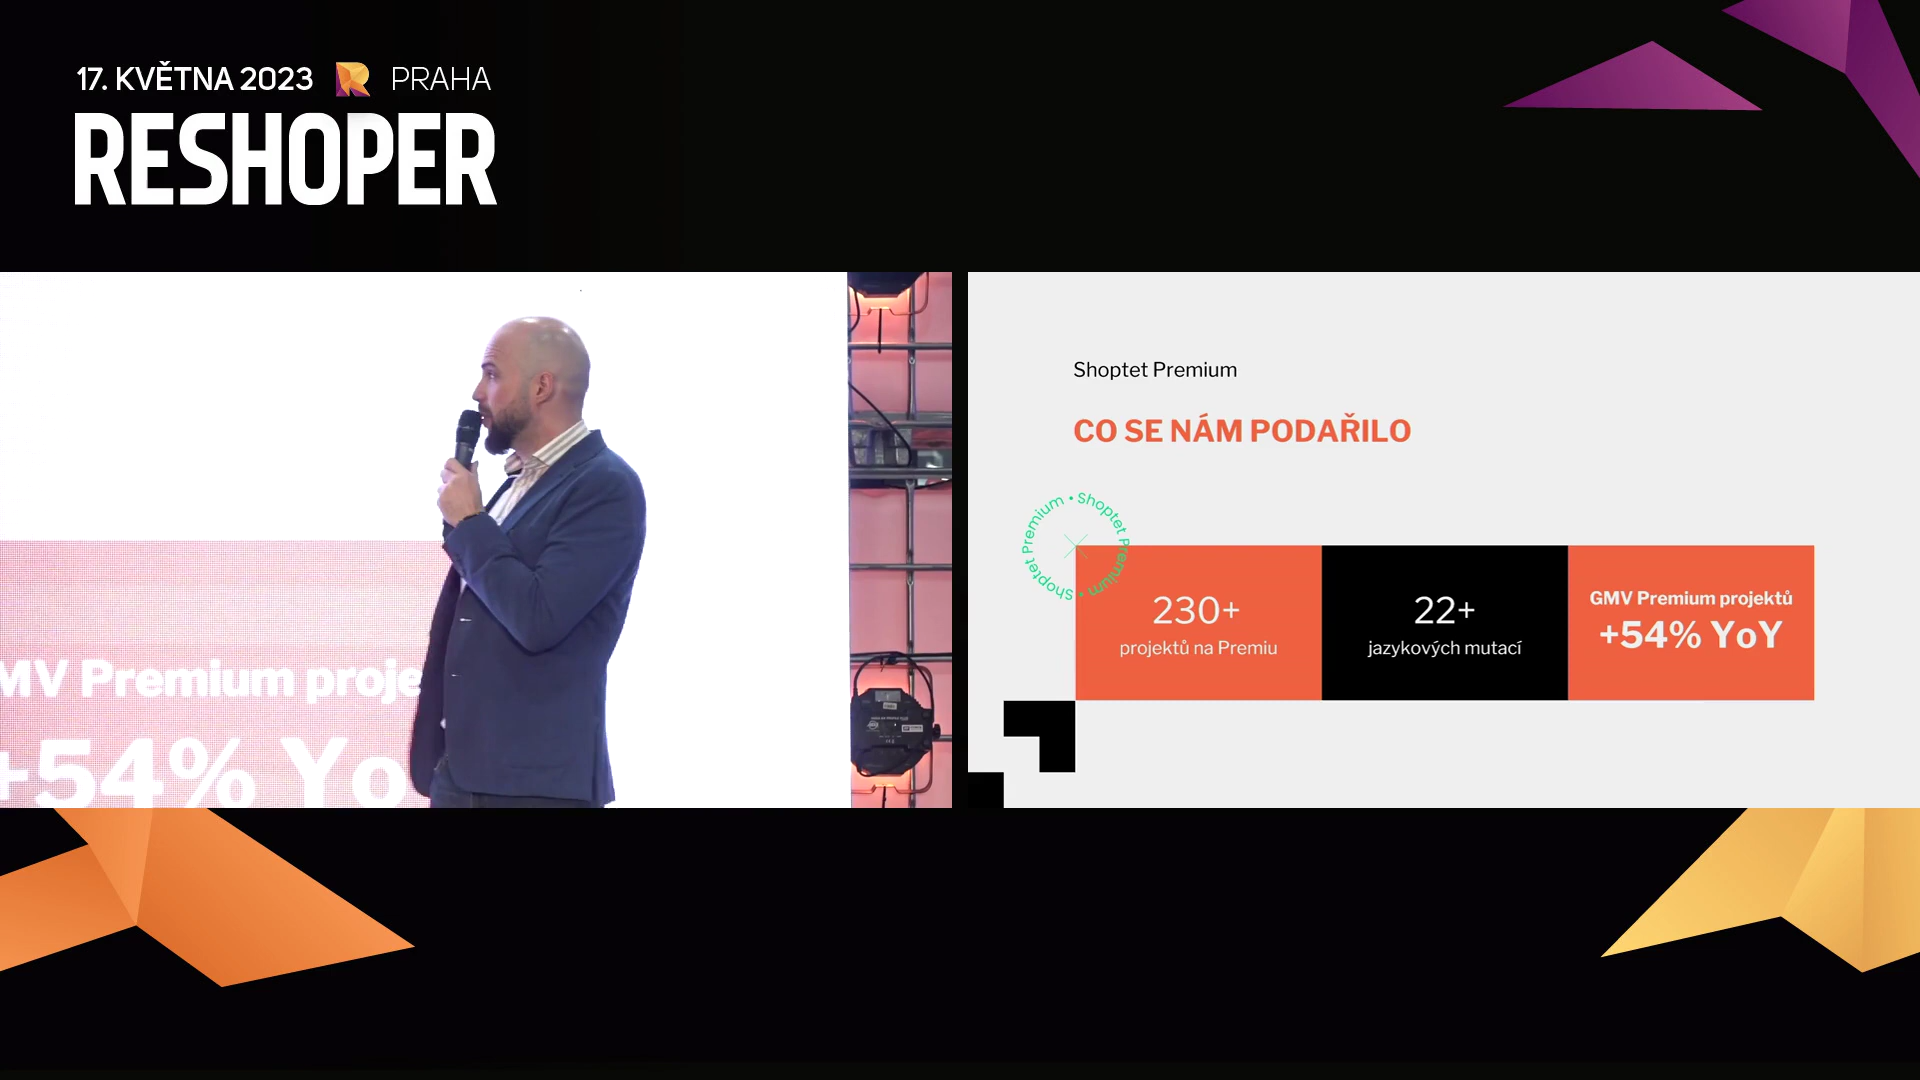 17. KVĚTNA 2023 R PRAHA
RESHOPER
MV Premium proje
+54% Yo
Shoptet Premium
CO SE NÁM PODAŘILO
Shoptet Premium • Shoptet Premium •
230+
projektů na Premiu
22+
jazykových mutací
GMV Premium projektů
+54% YoY